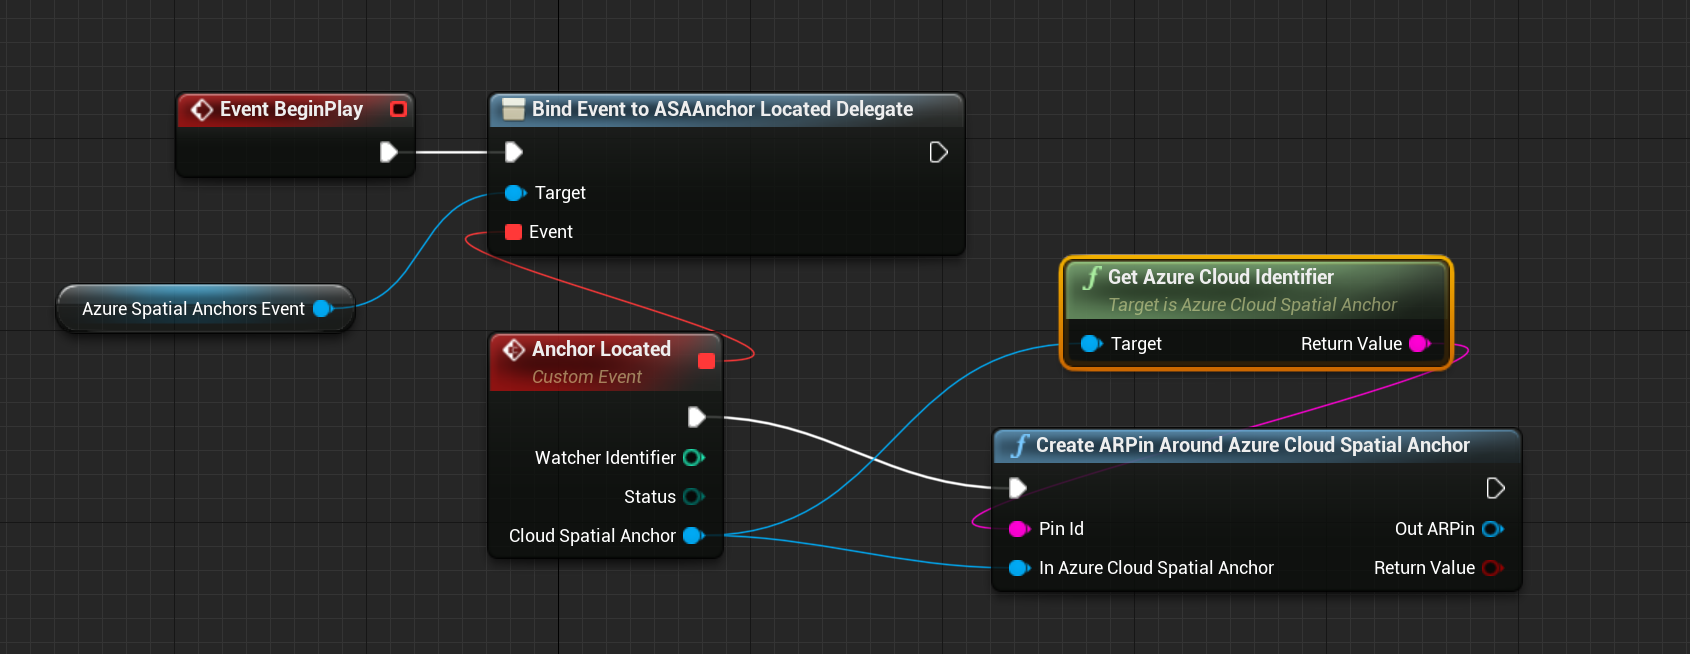 Event BeginPlay
Bind Event to ASAAnchor Located Delegate
Target
Event
Azure Spatial Anchors Event
Anchor Located
Custom Event
Watcher Identifier
Status
Cloud Spatial Anchor
Get Azure Cloud Identifier
Target is Azure Cloud Spatial Anchor
Target Return Value
Create ARPin Around Azure Cloud Spatial Anchor
Pin Id Out ARPin
In Azure Cloud Spatial Anchor Return Value